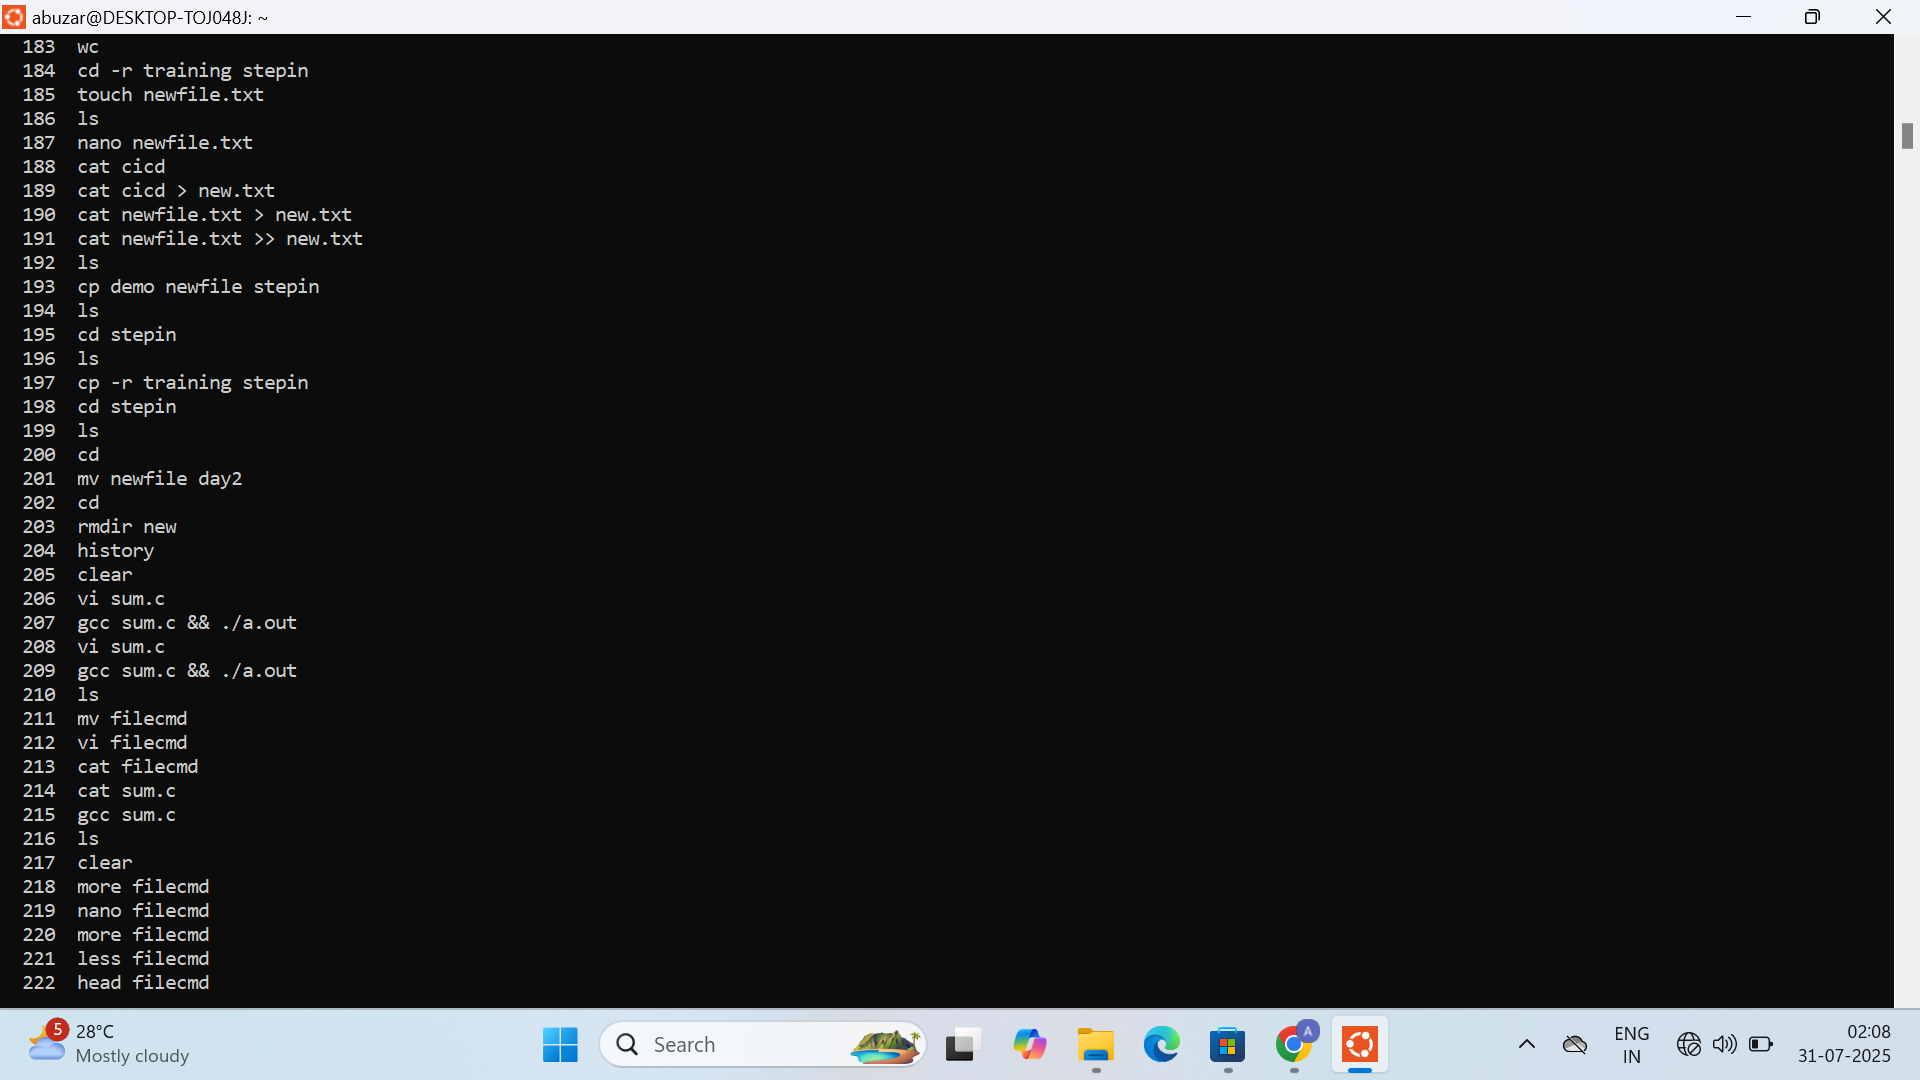 abuzar@DESKTOP-TOJ048J: ~
183 wc
184 cd -r training stepin
185 touch newfile.txt
186 ls
187 nano newfile.txt
188 cat cicd
189 cat cicd > new.txt
190 cat newfile.txt > new.txt
191 cat newfile.txt >> new.txt
192 ls
193 cp demo newfile stepin
194 ls
195 cd stepin
196 ls
197 cp -r training stepin
198 cd stepin
199 ls
200 cd
201 mv newfile day2
202 cd
203 rmdir new
204 history
205 clear
206 vi sum.c
207 gcc sum.c && ./a.out
208 vi sum.c
209 gcc sum.c && ./a.out
210 ls
211 mv filecmd
212 vi filecmd
213 cat filecmd
214 cat sum.c
215 gcc sum.c
216 ls
217 clear
218 more filecmd
219 nano filecmd
220 more filecmd
221 less filecmd
222 head filecmd
5
28°C
Mostly cloudy
Search
A
ENG
IN
02:08
31-07-2025